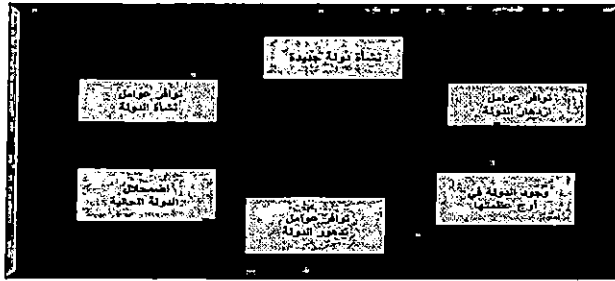 نشأة دولة جديدة
توافر عوامل
ازدهار الدولة
وجود الدولة في
أوج عظمتها
توافر عوامل
تدهور الدولة
اضمحلال
الدولة الحالية
توافر عوامل
نشأة الدولة